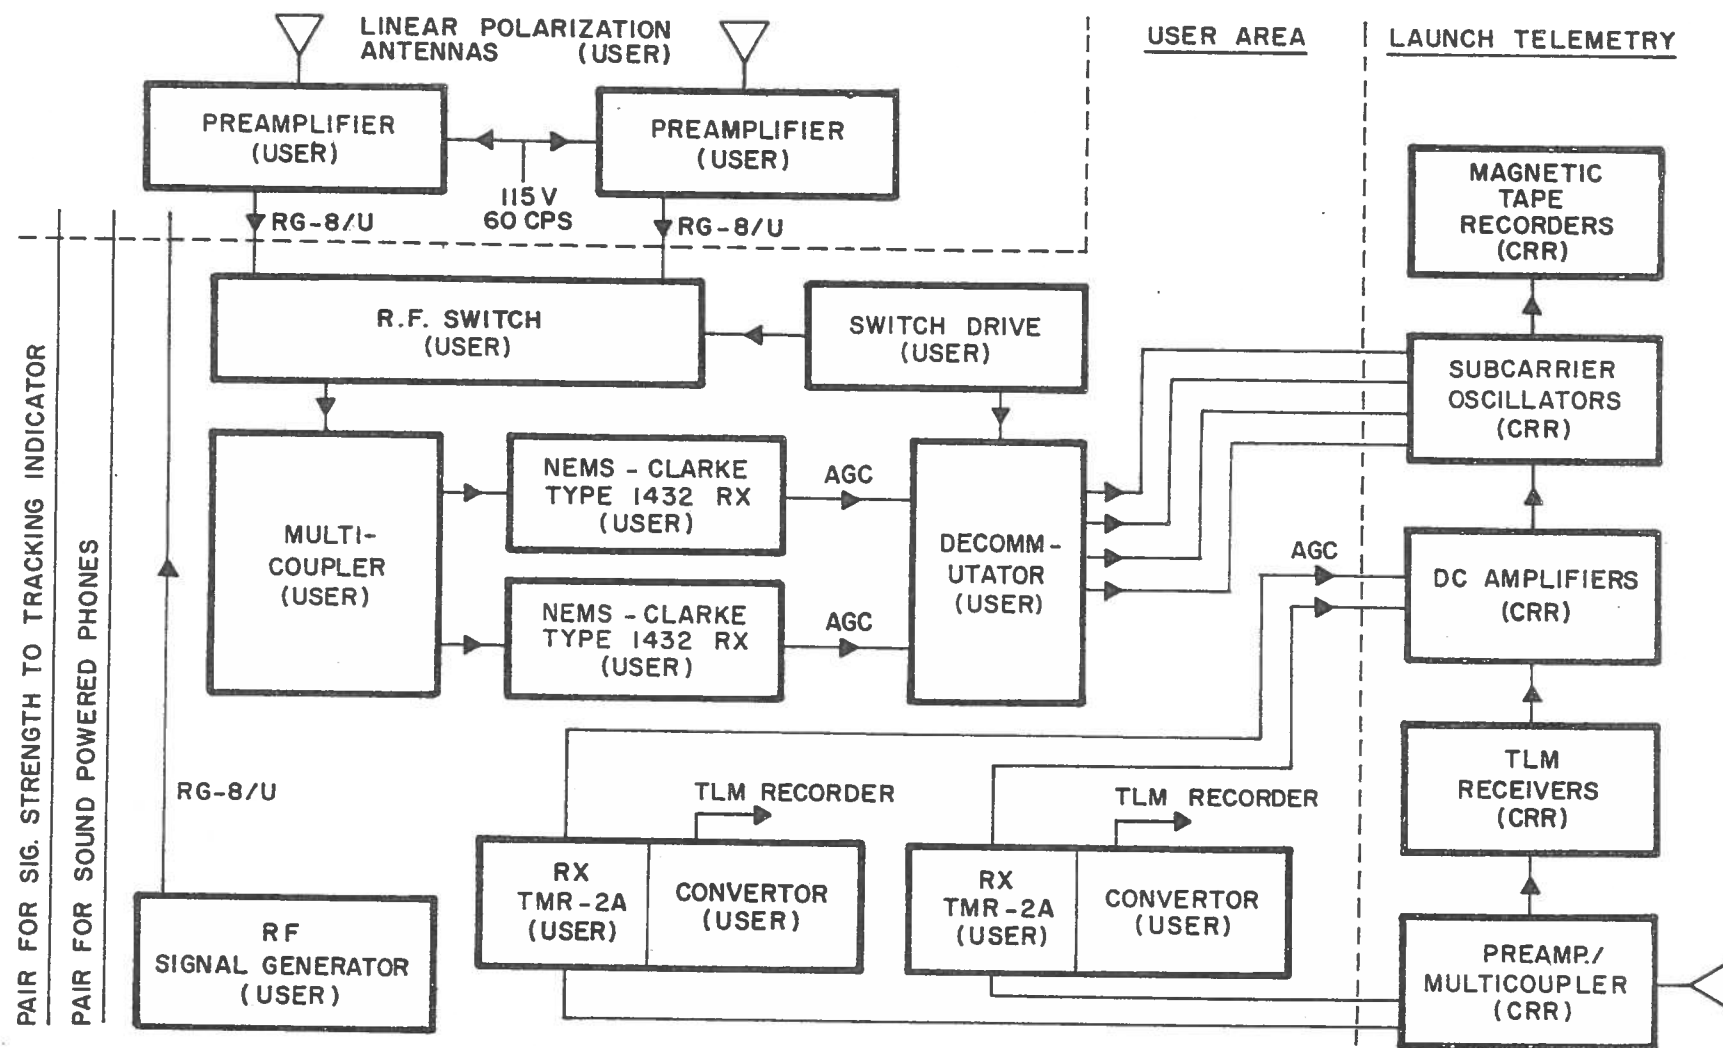 LINEAR POLARIZATION
ANTENNAS (USER)
USER AREA
LAUNCH TELEMETRY
PREAMPLIFIER
(USER)
PREAMPLIFIER
(USER)
115 V
60 CPS
RG-8/U
RG-8/U
MAGNETIC
TAPE
RECORDERS
(CRR)
R.F. SWITCH
(USER)
SWITCH DRIVE
(USER)
SUBCARRIER
OSCILLATORS
(CRR)
MULTI-
COUPLER
(USER)
NEMS - CLARKE
TYPE 1432 RX
(USER)
AGC
NEMS - CLARKE
TYPE 1432 RX
(USER)
AGC
DECOMM-
UTATOR
(USER)
AGC
DC AMPLIFIERS
(CRR)
PAIR FOR SIG. STRENGTH TO TRACKING INDICATOR
PAIR FOR SOUND POWERED PHONES
RG-8/U
TLM RECORDER
TLM RECORDER
TLM
RECEIVERS
(CRR)
RF
SIGNAL GENERATOR
(USER)
RX
TMR-2A
(USER)
CONVERTOR
(USER)
RX
TMR-2A
(USER)
CONVERTOR
(USER)
PREAMP./
MULTICOUPLER
(CRR)